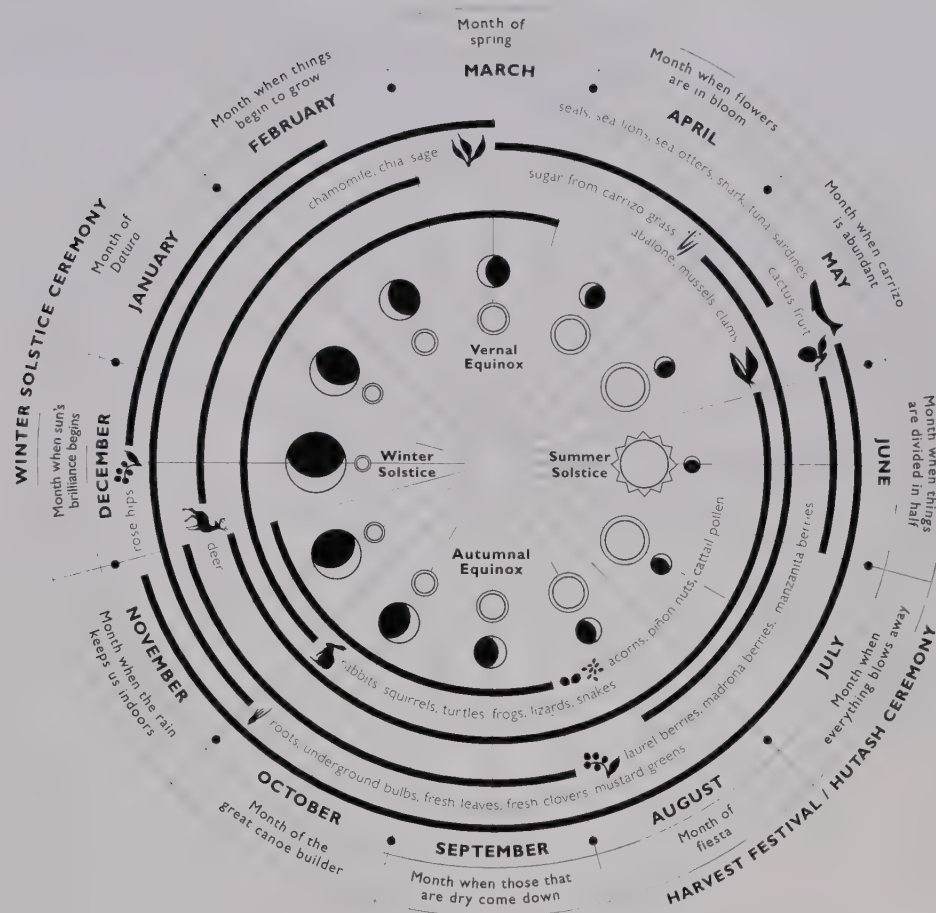 Month of
spring
MARCH
Month when flowers
are in bloom
APRIL
Month when carrizo
is abundant
MAY
Month when things
are divided in half
JUNE
Month when
everything blows away
JULY
HARVEST FESTIVAL / HUTASH CEREMONY
Month of
fiesta
AUGUST
SEPTEMBER
Month when those that
are dry come down
OCTOBER
Month of the
great canoe builder
NOVEMBER
Month when the rain
keeps us indoors
DECEMBER
Month when sun's
brilliance begins
WINTER SOLSTICE CEREMONY
Month of
Datura
JANUARY
Month when things
begin to grow
FEBRUARY
seals, sea lions, sea otters, shark, tuna, sardines
chamomile, chia, sage
sugar from carrizo grass
cactus fruit
abalone, mussels, clams
rose hips
deer
rabbits, squirrels, turtles, frogs, lizards, snakes
acorns, piñon nuts, cattail pollen
laurel berries, madrona berries, manzanita berries
roots, underground bulbs, fresh leaves, fresh clovers, mustard greens
Vernal
Equinox
Winter
Solstice
Summer
Solstice
Autumnal
Equinox